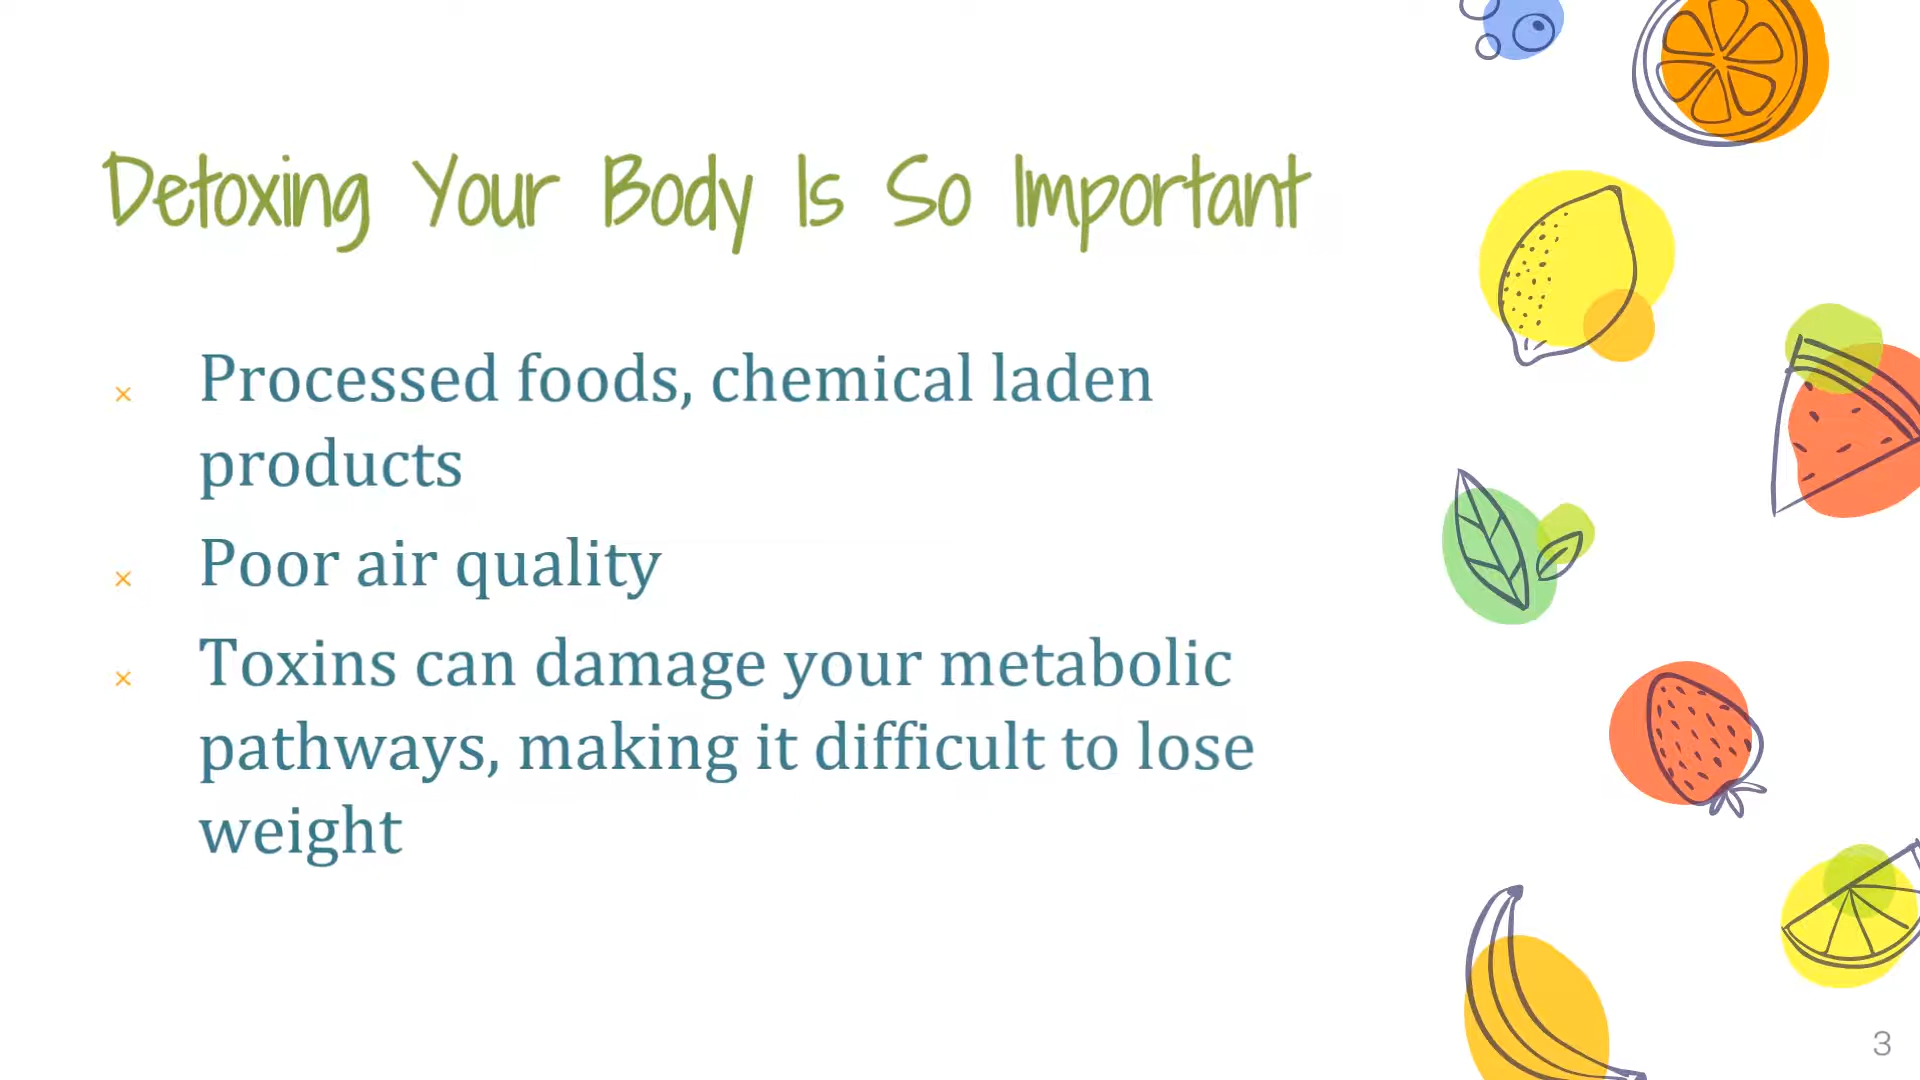 Detoxing Your Body Is So Important
× Processed foods, chemical laden
products
× Poor air quality
× Toxins can damage your metabolic
pathways, making it difficult to lose
weight
3